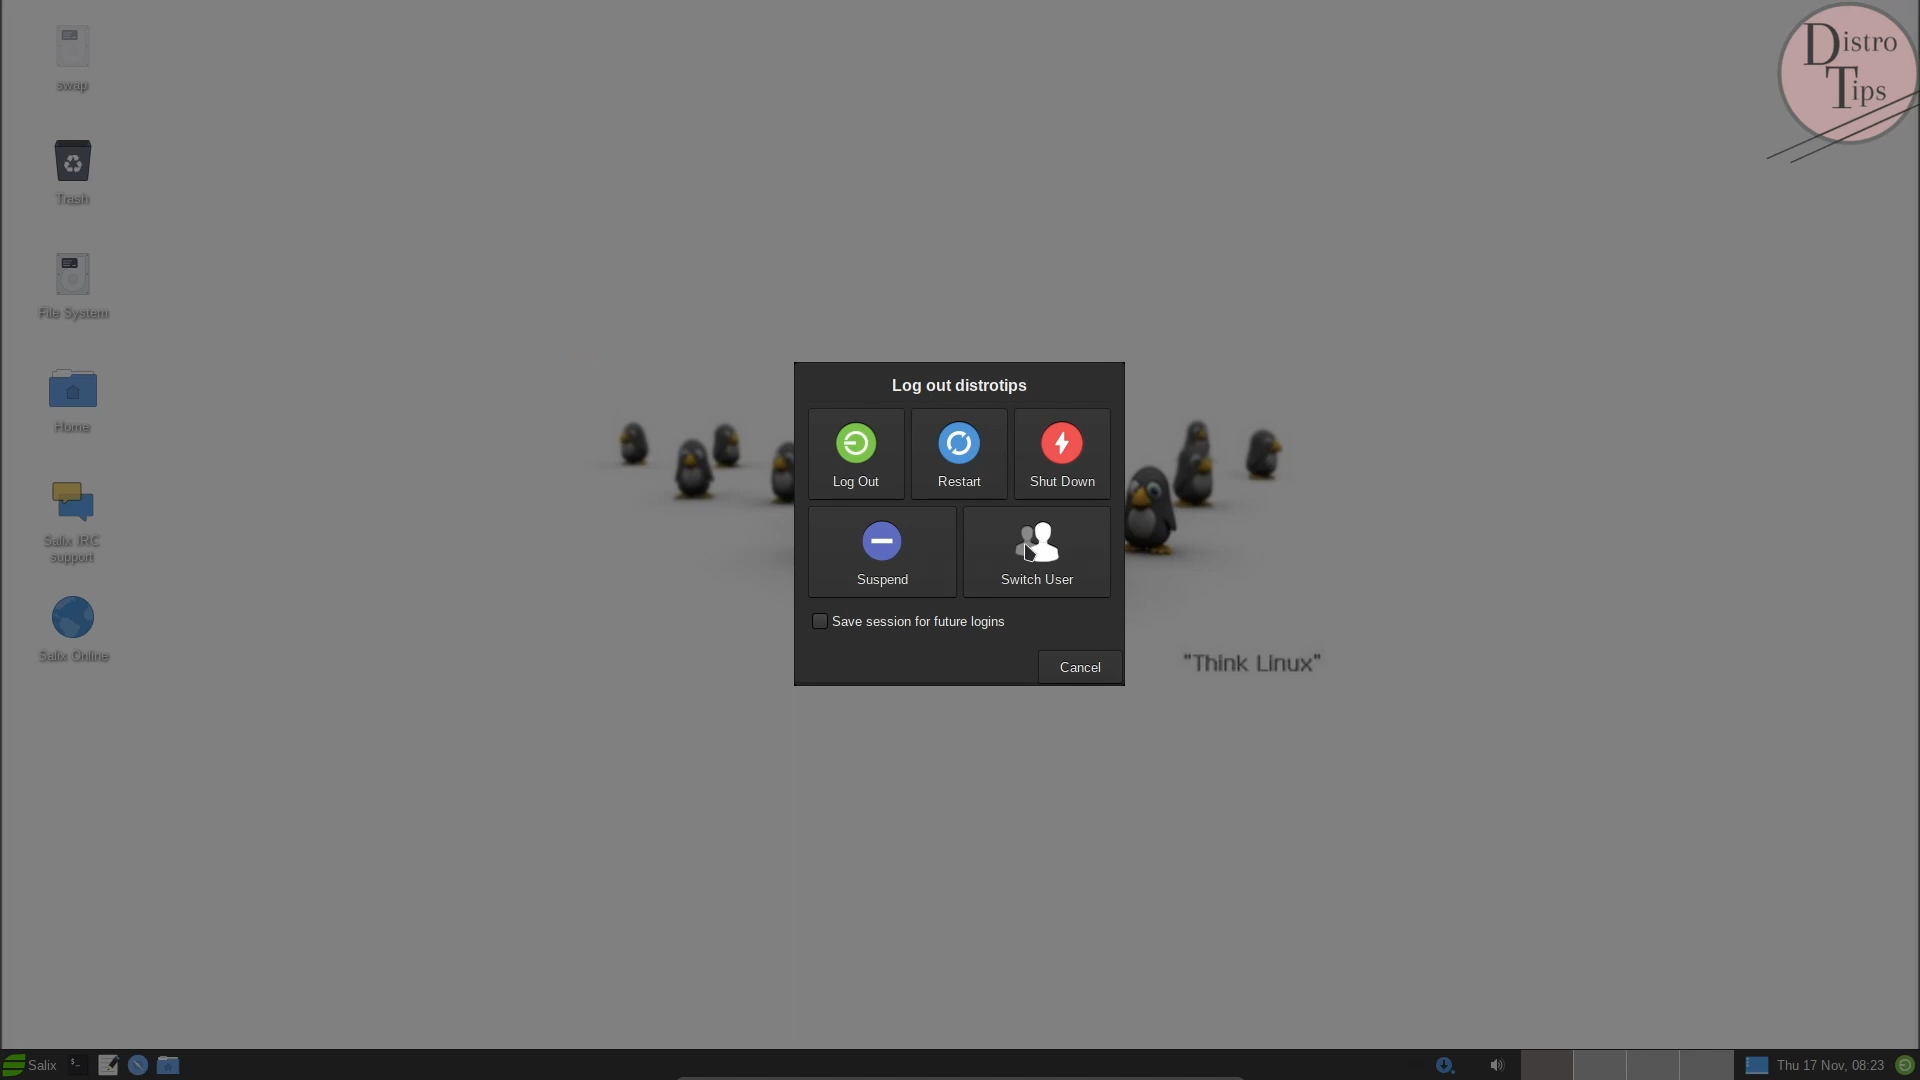 swap
Trash
File System
Home
Salix IRC
support
Salix Online
Distro
Tips
Log out distrotips
Log Out
Restart
Shut Down
Suspend
Switch User
Save session for future logins
Cancel
"Think Linux"
Salix
Thu 17 Nov, 08:23